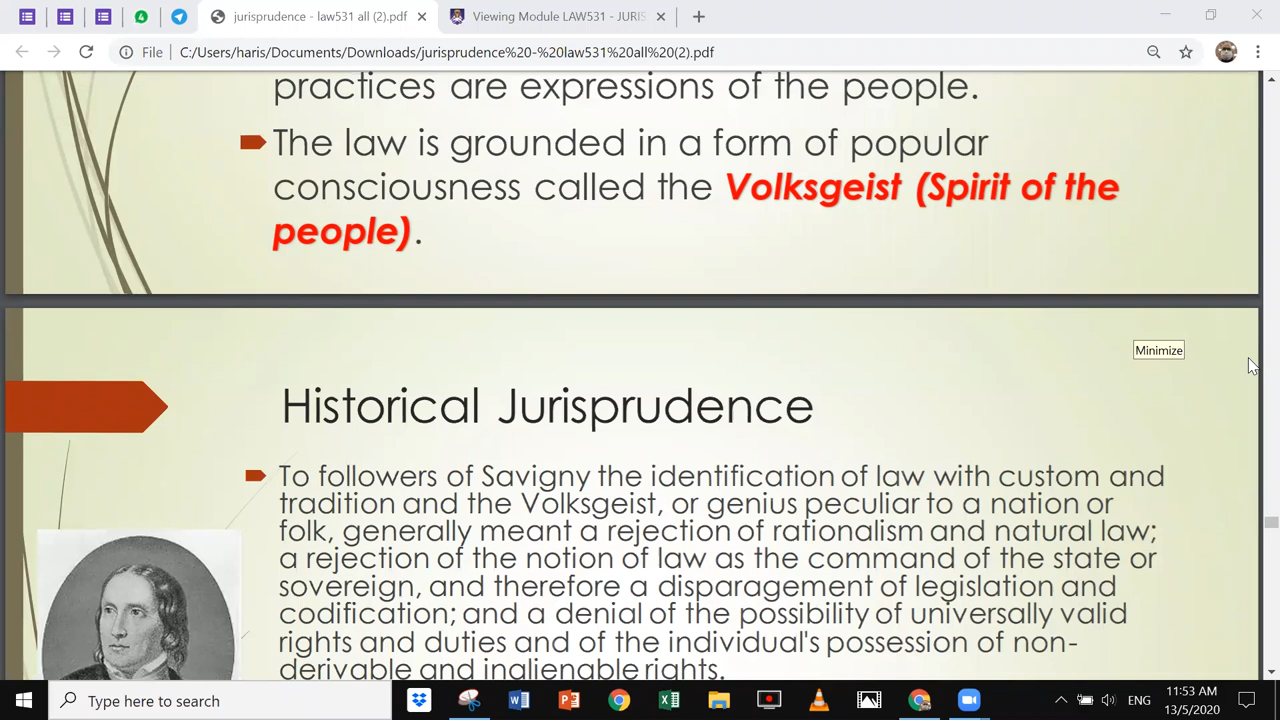 jurisprudence - law531 all (2).pdf
Viewing Module LAW531 - JURIS
File
C:/Users/haris/Documents/Downloads/jurisprudence%20-%20law531%20all%20(2).pdf
practices are expressions of the people.
The law is grounded in a form of popular
consciousness called the Volksgeist (Spirit of the
people).
Minimize
Historical Jurisprudence
To followers of Savigny the identification of law with custom and
tradition and the Volksgeist, or genius peculiar to a nation or
folk, generally meant a rejection of rationalism and natural law;
a rejection of the notion of law as the command of the state or
sovereign, and therefore a disparagement of legislation and
codification; and a denial of the possibility of universally valid
rights and duties and of the individual's possession of non-
derivable and inalienable rights.
Type here to search
ENG
11:53 AM
13/5/2020